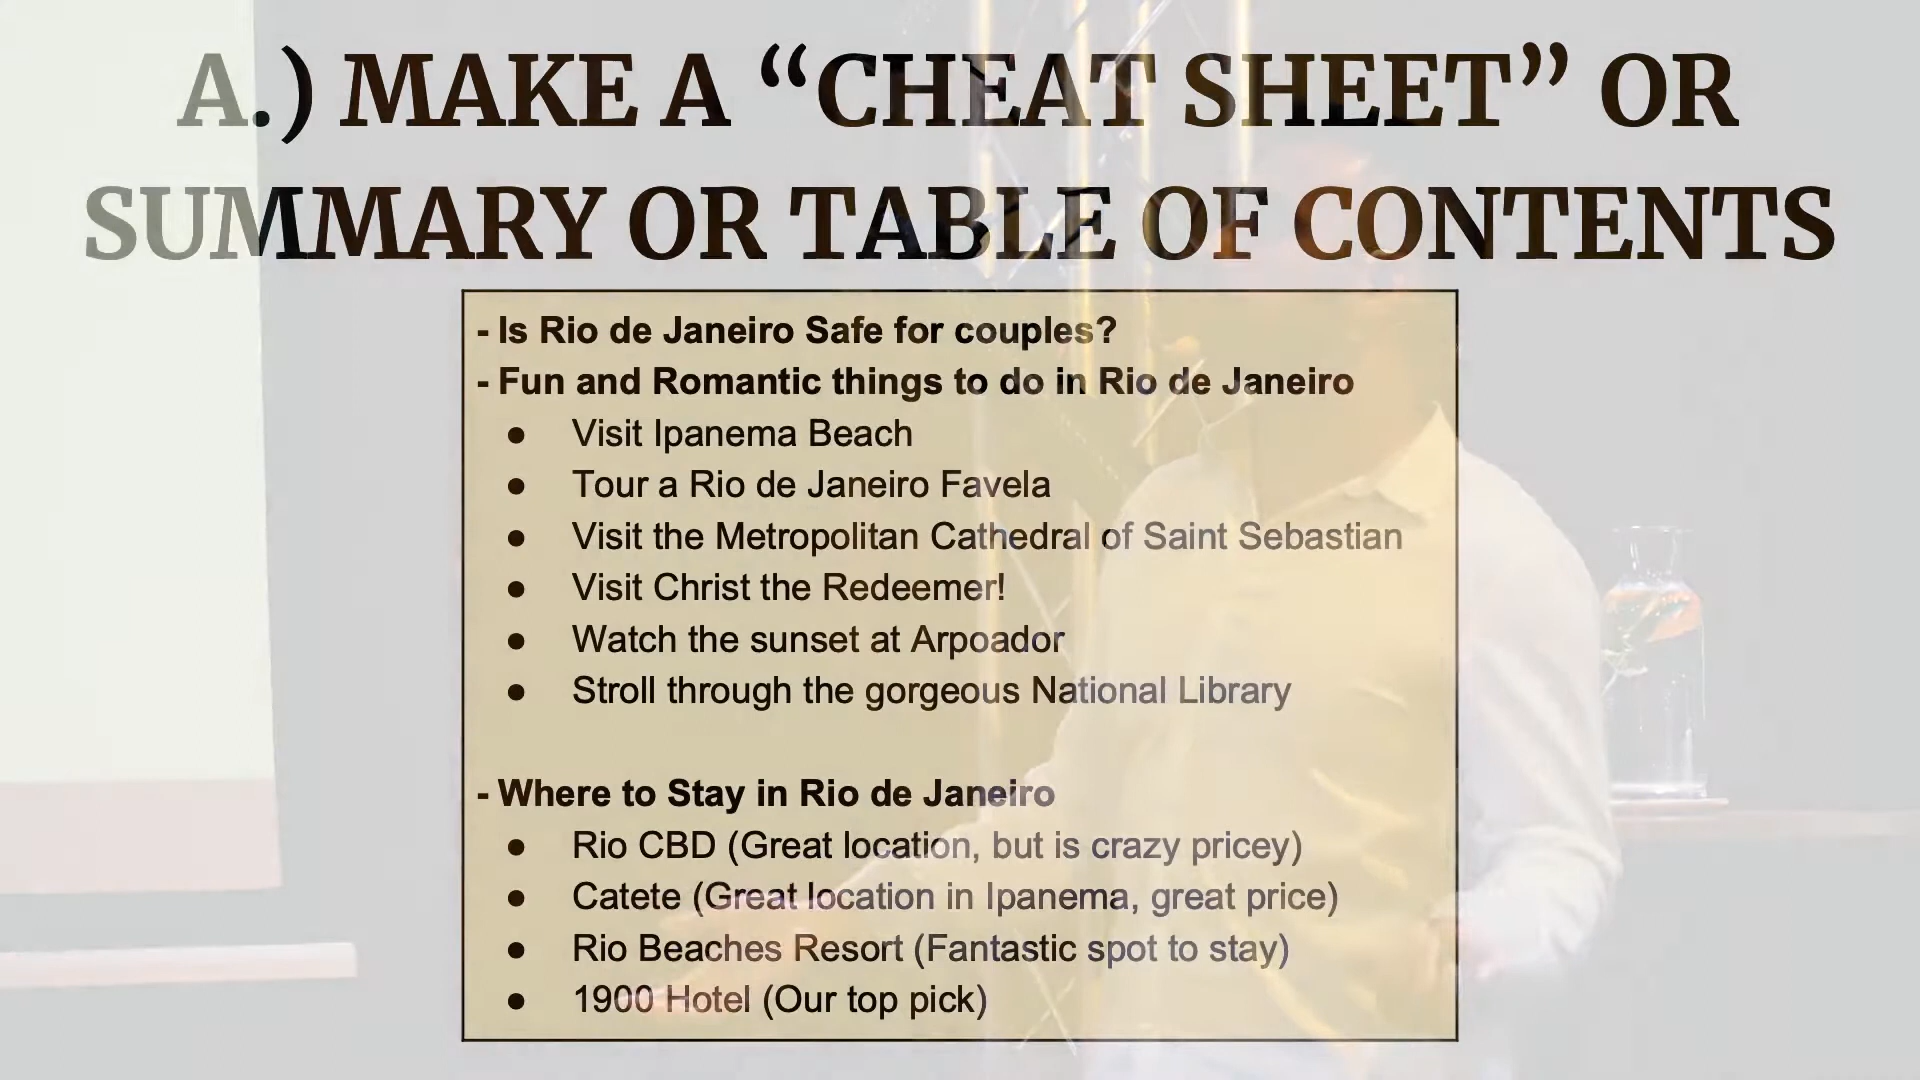 A.) MAKE A “CHEAT SHEET” OR
SUMMARY OR TABLE OF CONTENTS
- Is Rio de Janeiro Safe for couples?
- Fun and Romantic things to do in Rio de Janeiro
● Visit Ipanema Beach
● Tour a Rio de Janeiro Favela
● Visit the Metropolitan Cathedral of Saint Sebastian
● Visit Christ the Redeemer!
● Watch the sunset at Arpoador
● Stroll through the gorgeous National Library
- Where to Stay in Rio de Janeiro
● Rio CBD (Great location, but is crazy pricey)
● Catete (Great location in Ipanema, great price)
● Rio Beaches Resort (Fantastic spot to stay)
● 1900 Hotel (Our top pick)